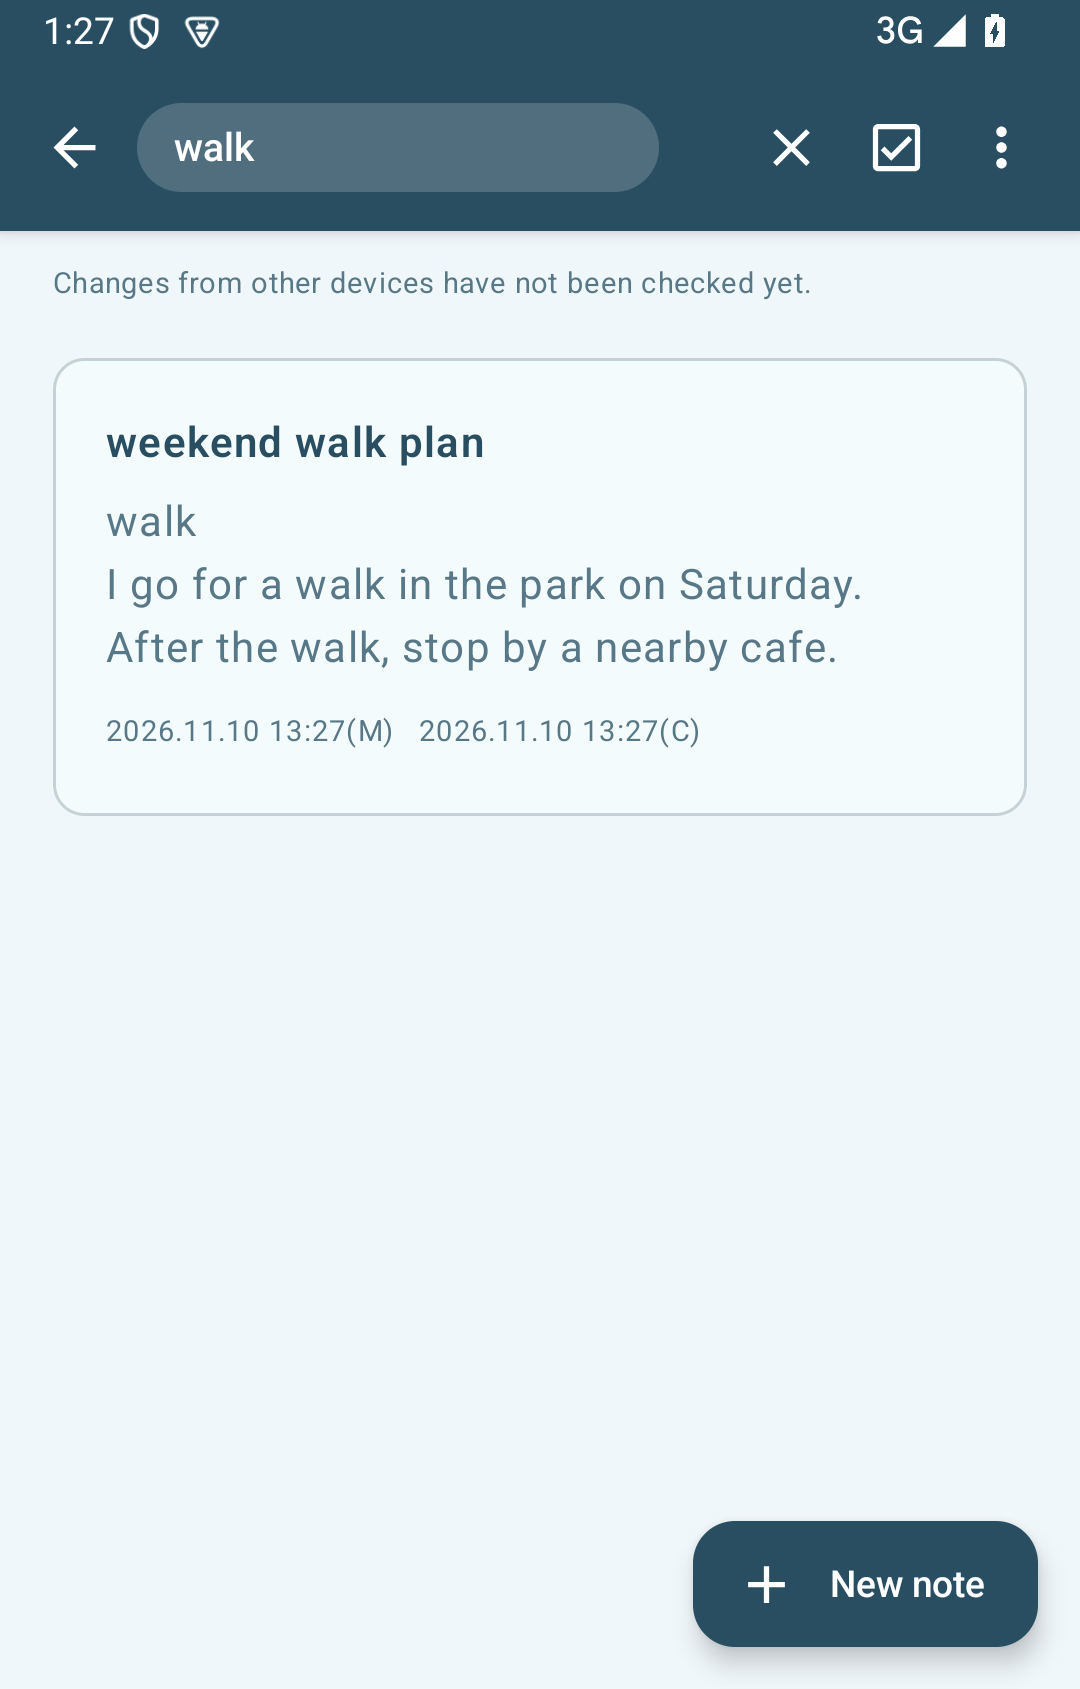 1:27
3G
walk
Changes from other devices have not been checked yet.
weekend walk plan
walk
I go for a walk in the park on Saturday.
After the walk, stop by a nearby cafe.
2026.11.10 13:27(M) 2026.11.10 13:27(C)
New note